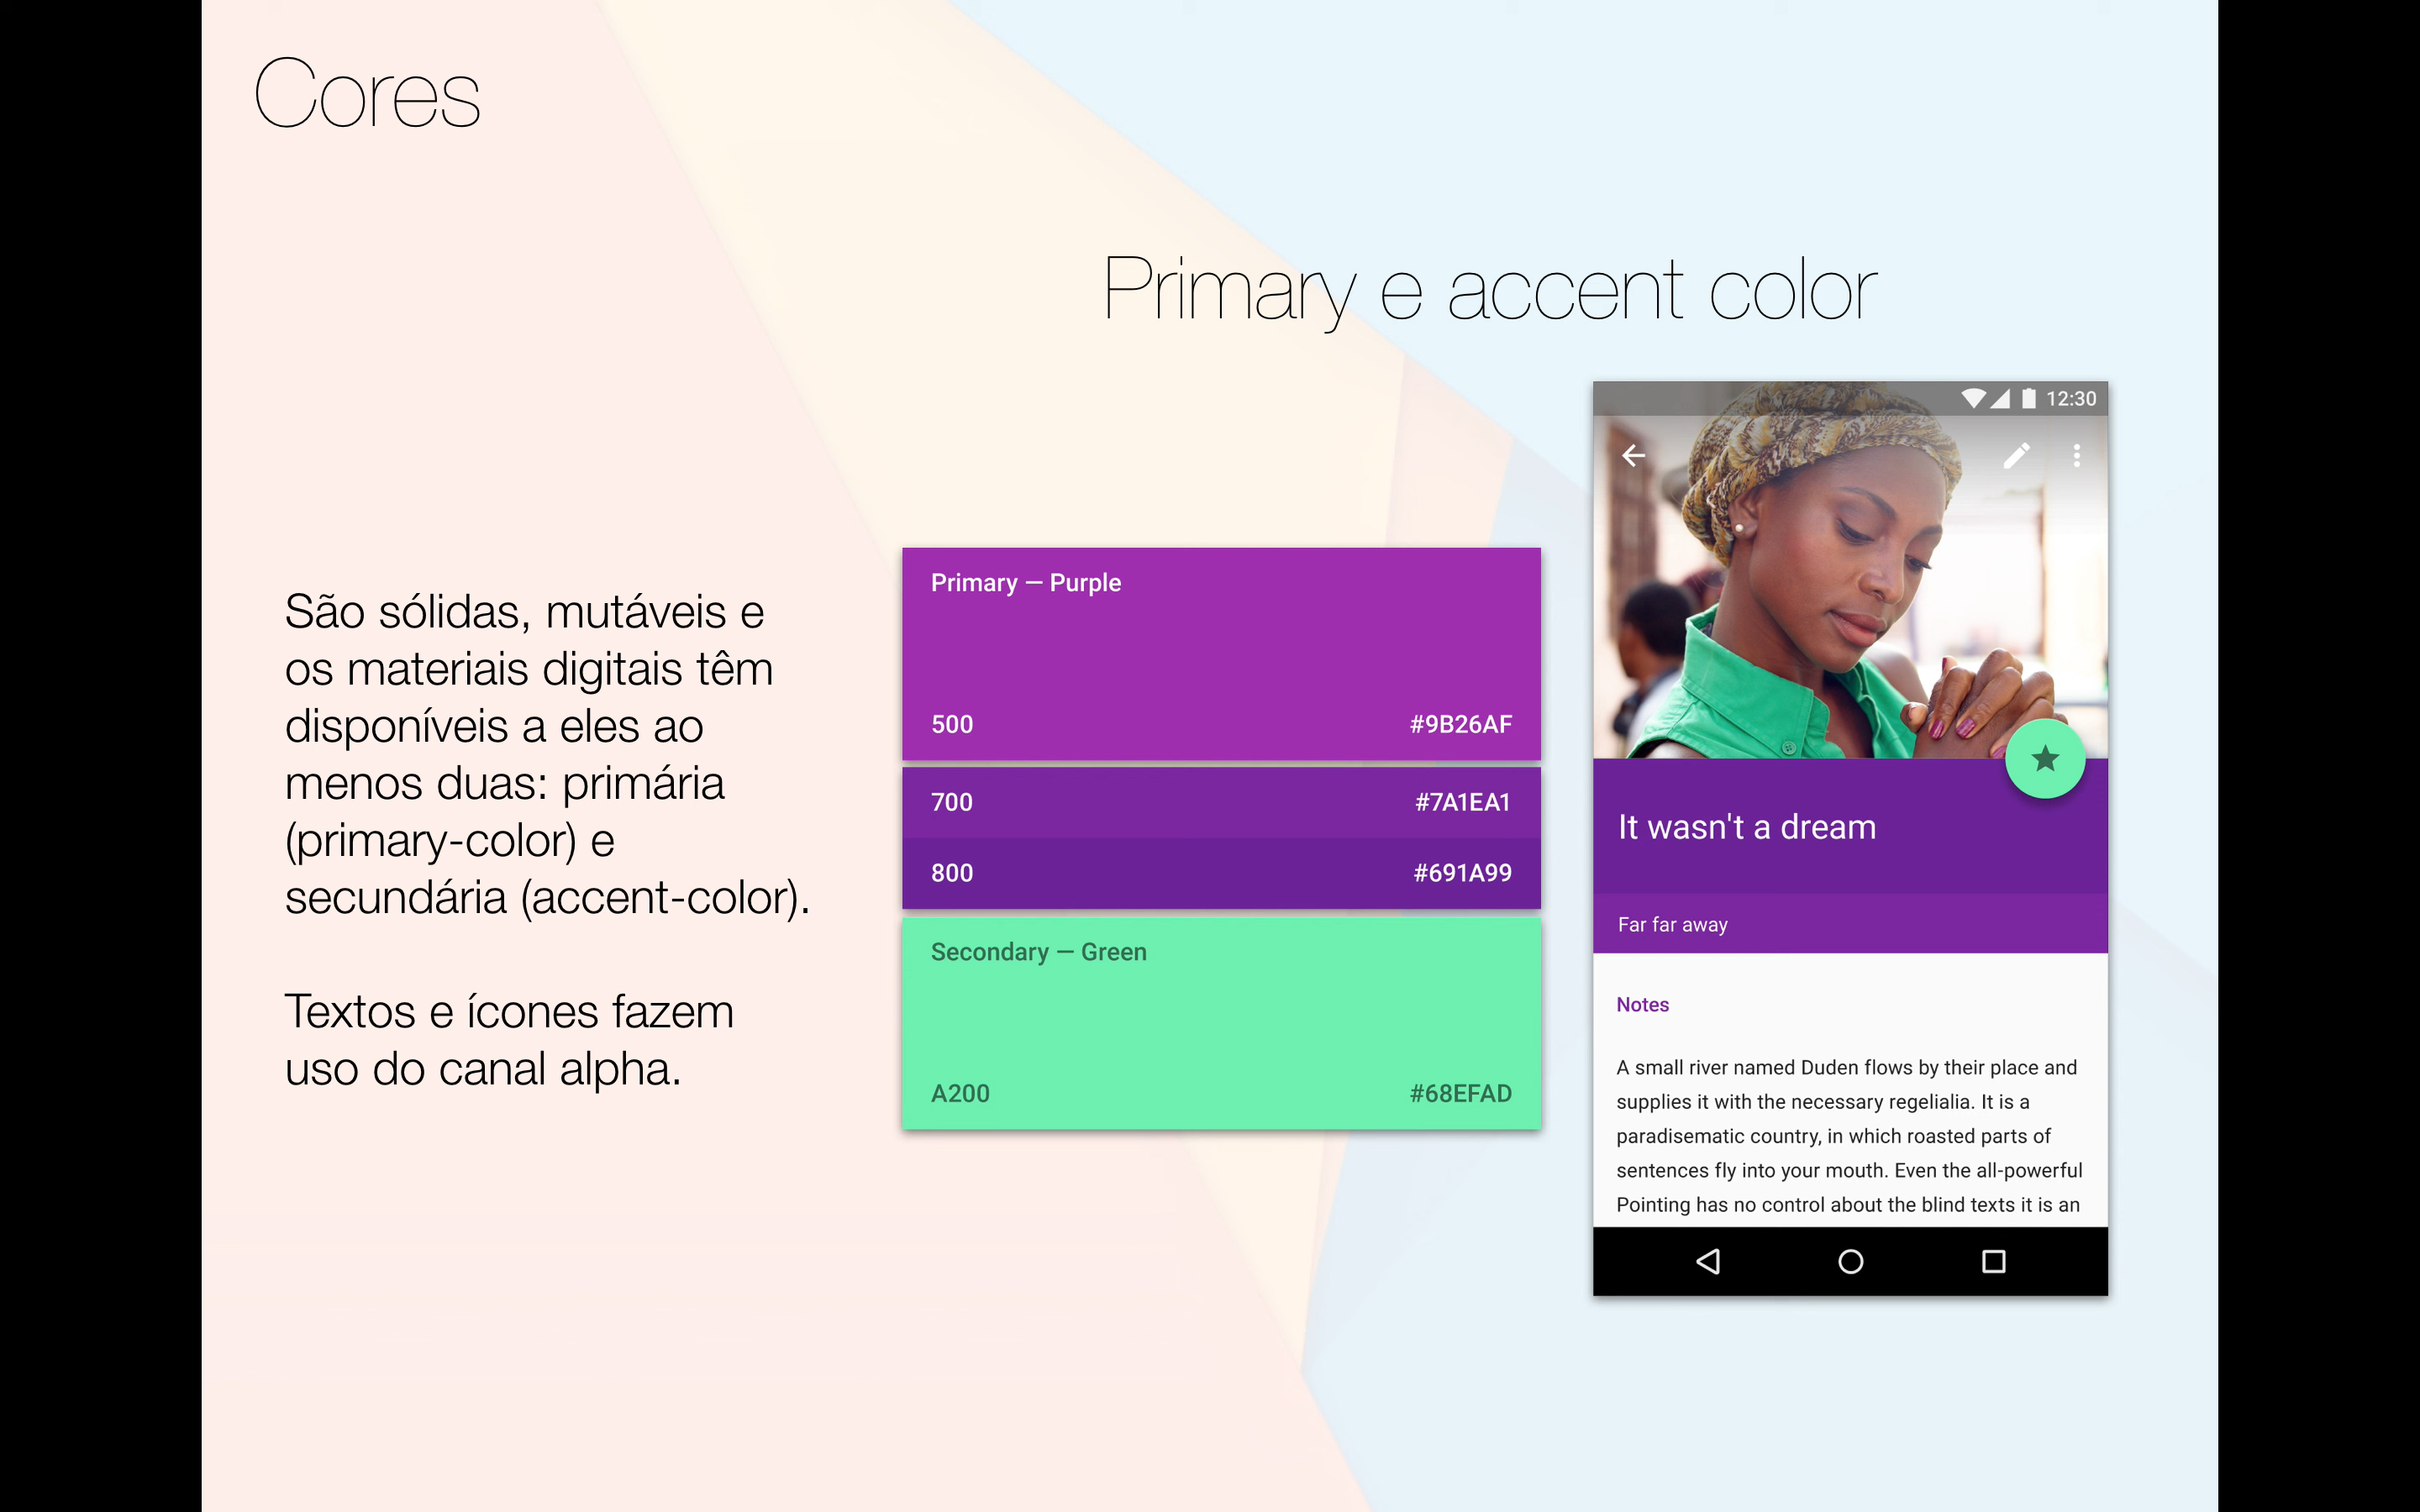 Cores
Primary e accent color
São sólidas, mutáveis e
os materiais digitais têm
disponíveis a eles ao
menos duas: primária
(primary-color) e
secundária (accent-color).
Textos e ícones fazem
uso do canal alpha.
Primary — Purple
500 #9B26AF
700 #7A1EA1
800 #691A99
Secondary — Green
A200 #68EFAD
12:30
It wasn't a dream
Far far away
Notes
A small river named Duden flows by their place and
supplies it with the necessary regelialia. It is a
paradisematic country, in which roasted parts of
sentences fly into your mouth. Even the all-powerful
Pointing has no control about the blind texts it is an